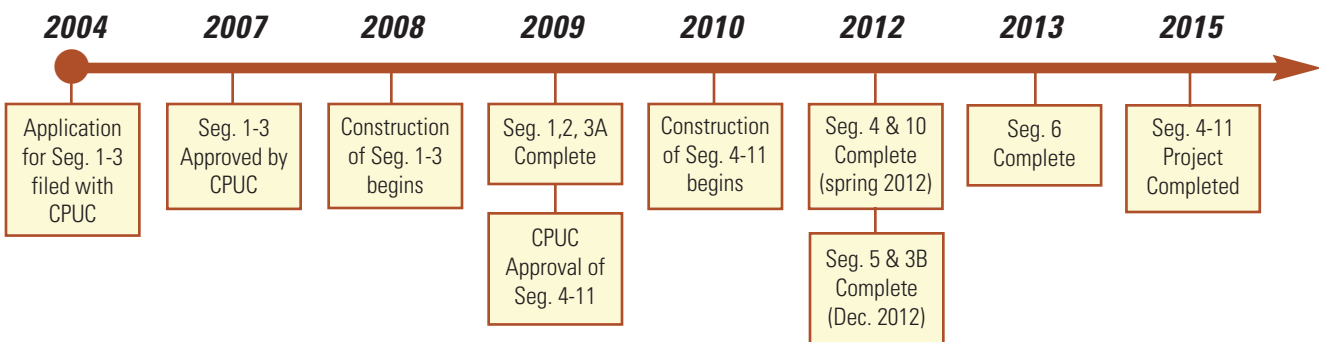 2004
2007
2008
2009
2010
2012
2013
2015
Application
for Seg. 1-3
filed with
CPUC
Seg. 1-3
Approved by
CPUC
Construction
of Seg. 1-3
begins
Seg. 1,2, 3A
Complete
CPUC
Approval of
Seg. 4-11
Construction
of Seg. 4-11
begins
Seg. 4 & 10
Complete
(spring 2012)
Seg. 5 & 3B
Complete
(Dec. 2012)
Seg. 6
Complete
Seg. 4-11
Project
Completed